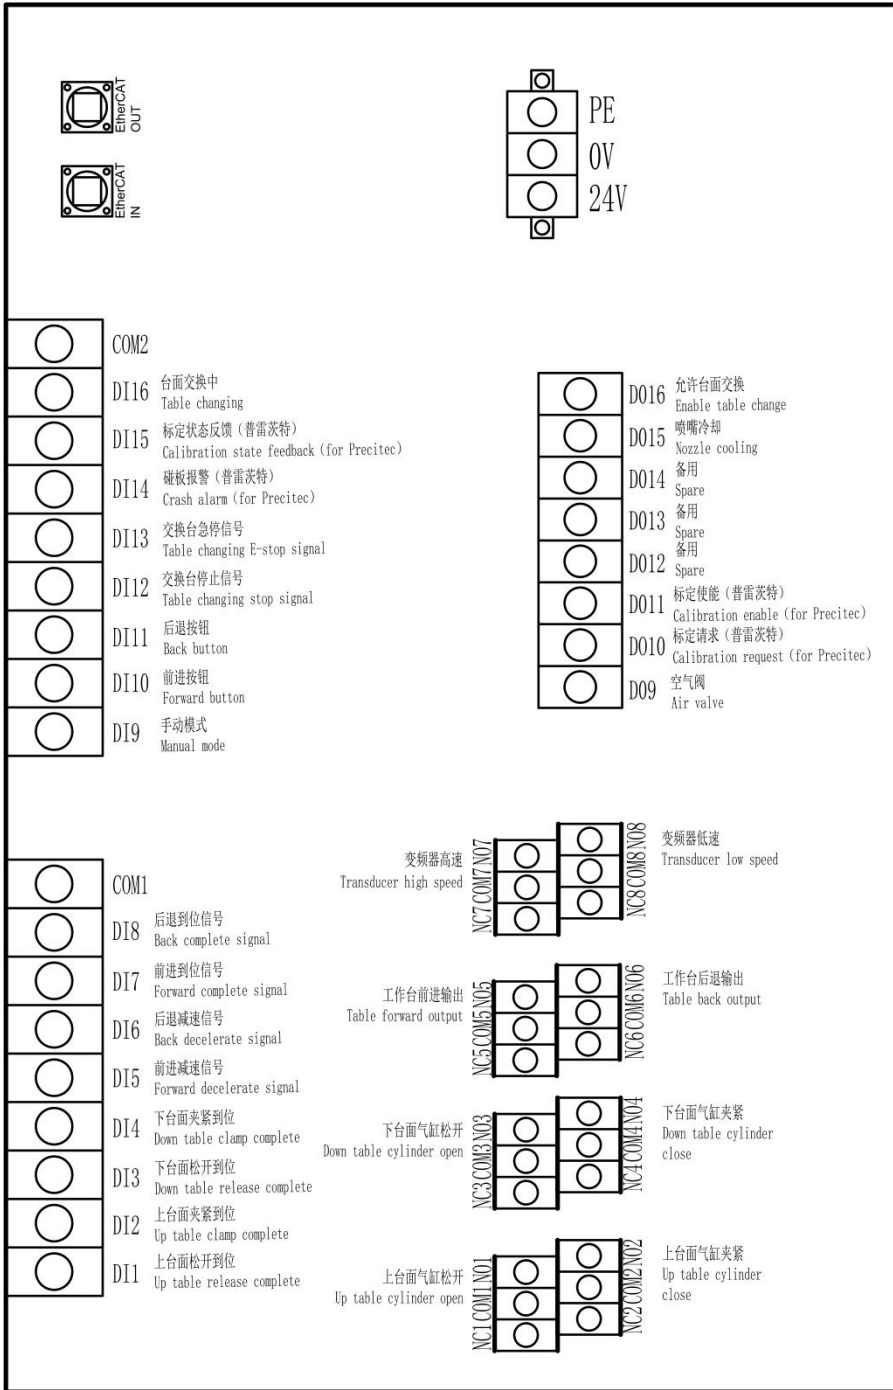 EtherCAT
OUT
EtherCAT
IN
PE
0V
24V
COM2
DI16 台面交换中
Table changing
DI15 标定状态反馈（普雷茨特）
Calibration state feedback (for Precitec)
DI14 碰板报警（普雷茨特）
Crash alarm (for Precitec)
DI13 交换台急停信号
Table changing E-stop signal
DI12 交换台停止信号
Table changing stop signal
DI11 后退按钮
Back button
DI10 前进按钮
Forward button
DI9 手动模式
Manual mode
DO16 允许台面交换
Enable table change
DO15 喷嘴冷却
Nozzle cooling
DO14 备用
Spare
DO13 备用
Spare
DO12 备用
Spare
DO11 标定使能（普雷茨特）
Calibration enable (for Precitec)
DO10 标定请求（普雷茨特）
Calibration request (for Precitec)
DO9 空气阀
Air valve
COM1
DI8 后退到位信号
Back complete signal
DI7 前进到位信号
Forward complete signal
DI6 后退减速信号
Back decelerate signal
DI5 前进减速信号
Forward decelerate signal
DI4 下台面夹紧到位
Down table clamp complete
DI3 下台面松开到位
Down table release complete
DI2 上台面夹紧到位
Up table clamp complete
DI1 上台面松开到位
Up table release complete
变频器高速
Transducer high speed
NC7COM7NO7
NC8COM8NO8
变频器低速
Transducer low speed
工作台前进输出
Table forward output
NC5COM5NO5
NC6COM6NO6
工作台后退输出
Table back output
下台面气缸松开
Down table cylinder open
NC3COM3NO3
NC4COM4NO4
下台面气缸夹紧
Down table cylinder
close
上台面气缸松开
Up table cylinder open
NC1COM1NO1
NC2COM2NO2
上台面气缸夹紧
Up table cylinder
close